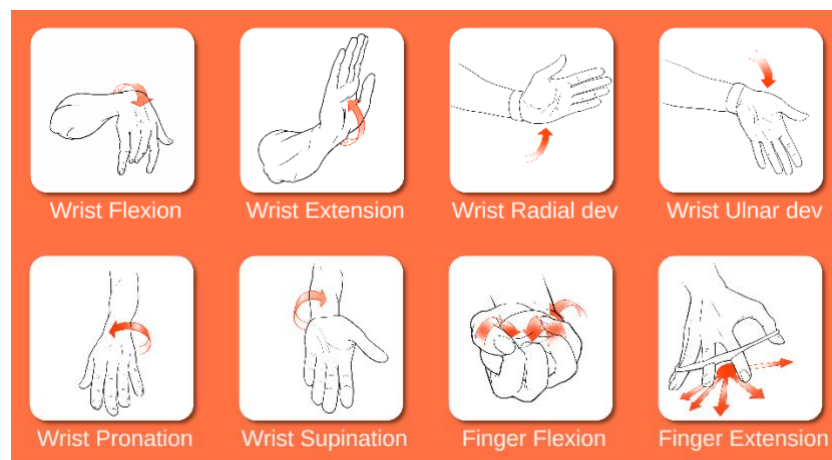 Wrist Flexion
Wrist Extension
Wrist Radial dev
Wrist Ulnar dev
Wrist Pronation
Wrist Supination
Finger Flexion
Finger Extension